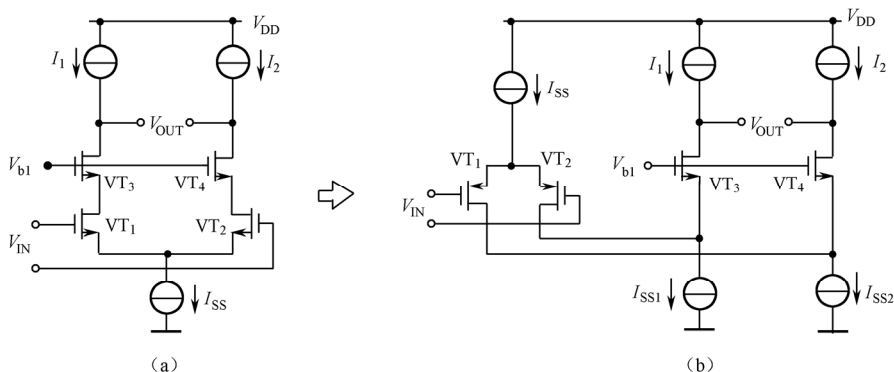 V_DD
I_1
I_2
V_OUT
V_b1
VT_3
VT_4
V_IN
VT_1
VT_2
I_SS
(a)
V_DD
I_SS
I_1
I_2
V_OUT
VT_1
VT_2
V_b1
VT_3
VT_4
V_IN
I_SS1
I_SS2
(b)